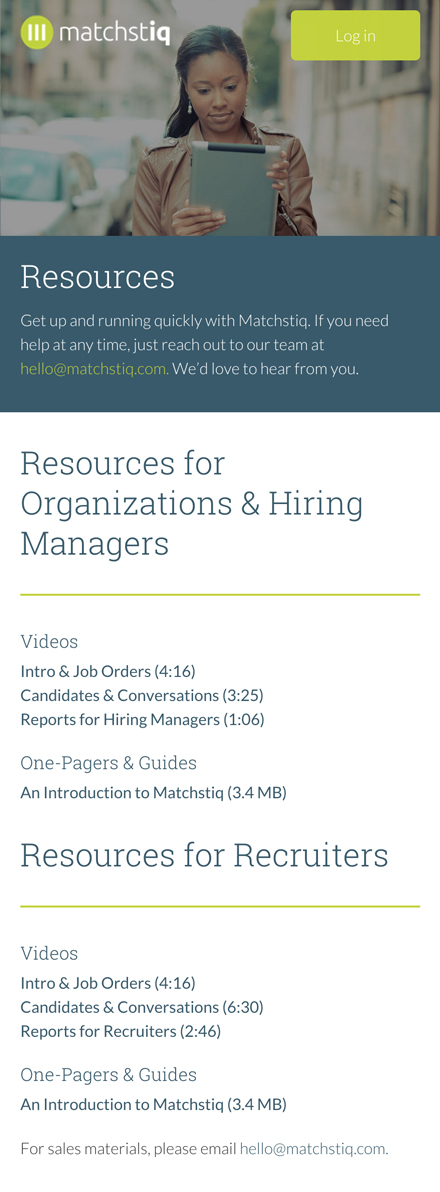 matchstiq
Log in
Resources
Get up and running quickly with Matchstiq. If you need
help at any time, just reach out to our team at
hello@matchstiq.com. We'd love to hear from you.
Resources for
Organizations & Hiring
Managers
Videos
Intro & Job Orders (4:16)
Candidates & Conversations (3:25)
Reports for Hiring Managers (1:06)
One-Pagers & Guides
An Introduction to Matchstiq (3.4 MB)
Resources for Recruiters
Videos
Intro & Job Orders (4:16)
Candidates & Conversations (6:30)
Reports for Recruiters (2:46)
One-Pagers & Guides
An Introduction to Matchstiq (3.4 MB)
For sales materials, please email hello@matchstiq.com.